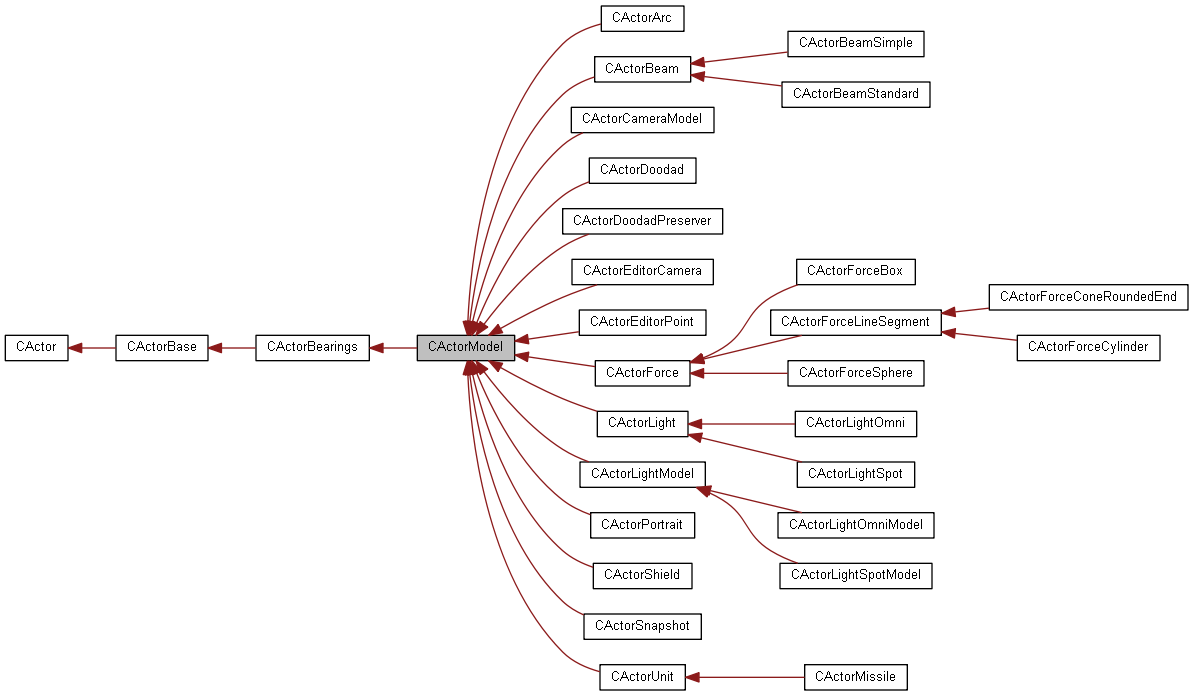 CActorArc
CActorBeamSimple
CActorBeam
CActorBeamStandard
CActorCameraModel
CActorDoodad
CActorDoodadPreserver
CActorEditorCamera
CActorForceBox
CActorForceConeRoundedEnd
CActorEditorPoint
CActorForceLineSegment
CActor
CActorBase
CActorBearings
CActorModel
CActorForceCylinder
CActorForce
CActorForceSphere
CActorLight
CActorLightOmni
CActorLightModel
CActorLightSpot
CActorPortrait
CActorLightOmniModel
CActorShield
CActorLightSpotModel
CActorSnapshot
CActorUnit
CActorMissile